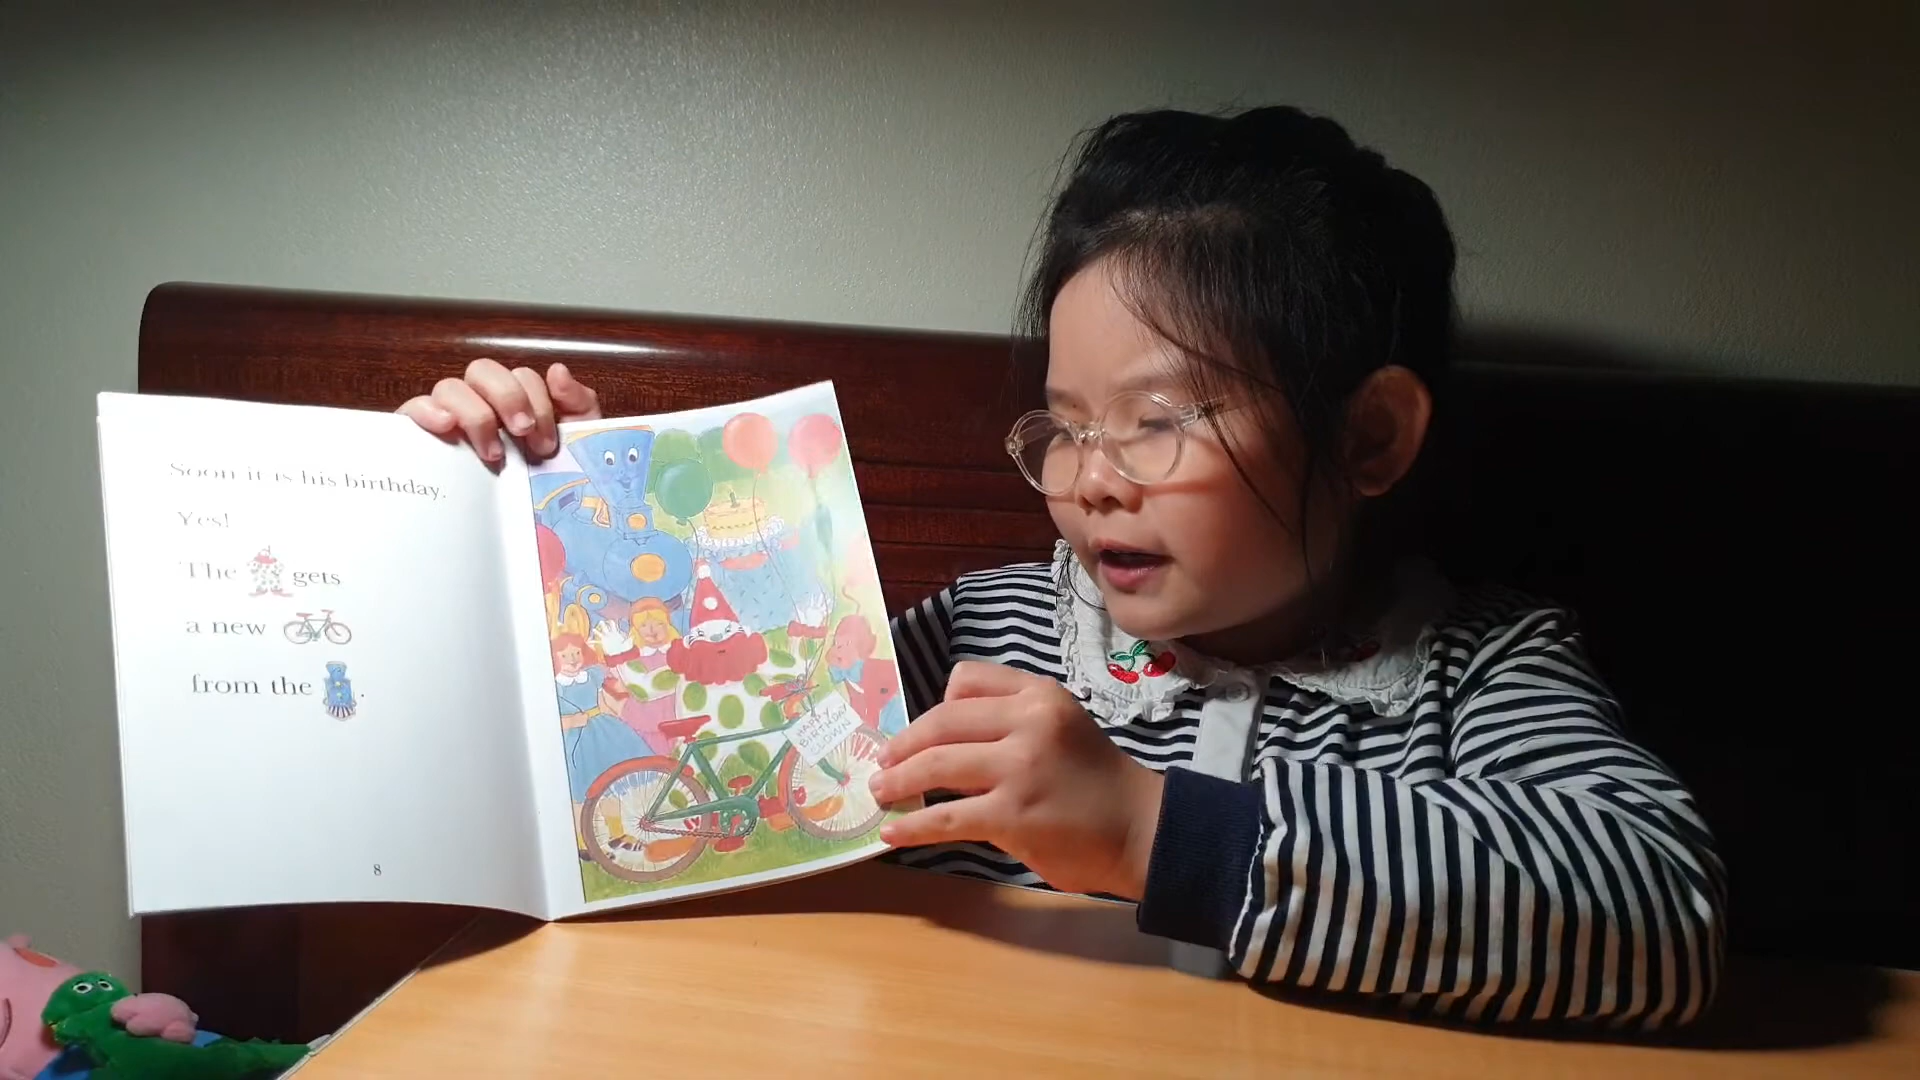 Soon it is his birthday.
Yes!
The gets
a new
from the .
8
HAPPY
BIRTHDAY
CLOWN